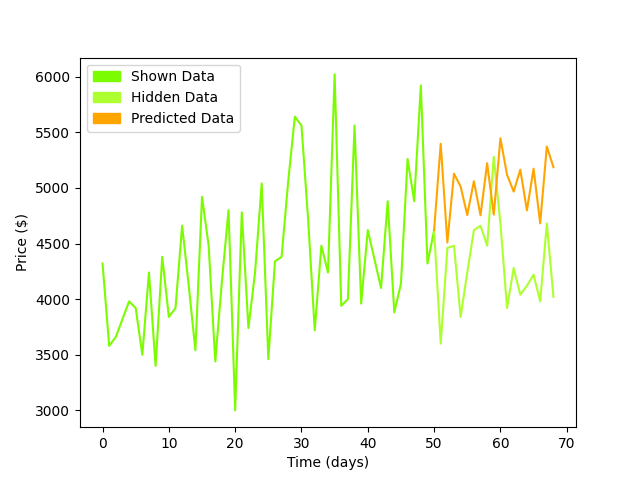 Shown Data
Hidden Data
Predicted Data
6000
5500
5000
4500
4000
3500
3000
Price ($)
0 10 20 30 40 50 60 70
Time (days)